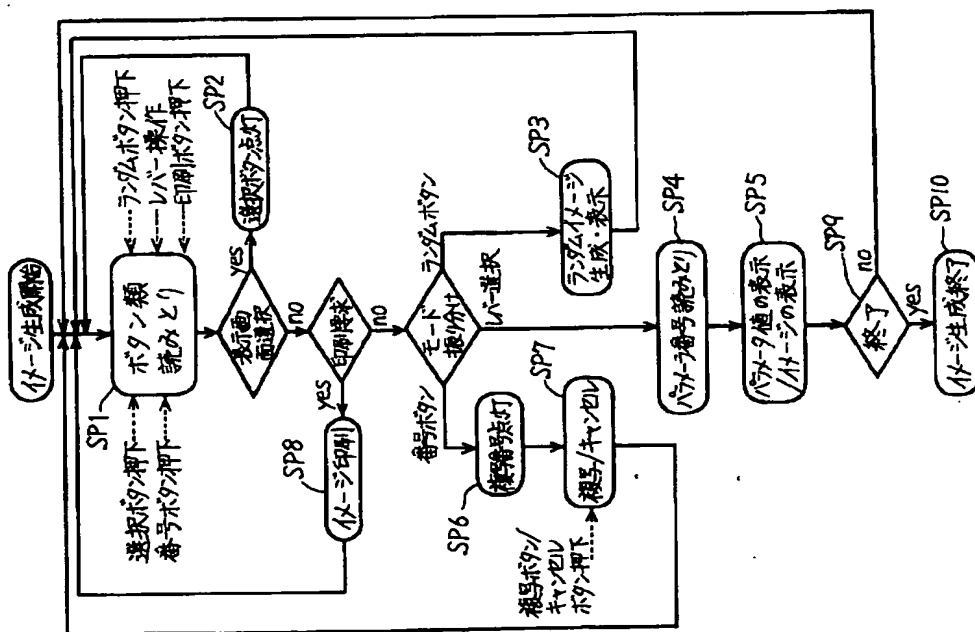 イメージ生成開始
選択ボタン押下
番号ボタン押下
SP1
ボタン類
読みとり
ランダムボタン押下
レバー操作
印刷ボタン押下
表示画
面選択
yes
選択ボタン点灯
SP2
no
印刷要求
yes
イメージ印刷
SP8
no
モード
振り分け
番号ボタン
レバー選択
ランダムボタン
ランダムイメージ
生成・表示
SP3
複写番号点灯
SP6
複写ボタン/
キャンセル
ボタン押下
複写/キャンセル
SP7
パラメータ番号読みとり
SP4
パラメータ値の表示
/イメージの表示
SP5
終了
SP9
no
yes
イメージ生成終了
SP10